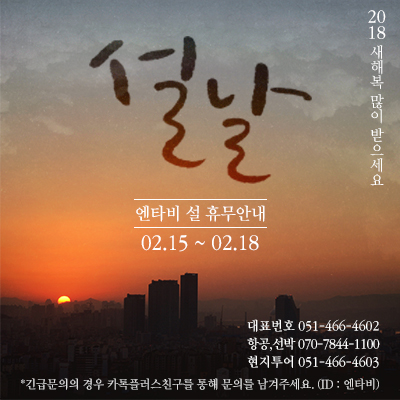 설날
2018 새해 복 많이 받으세요
엔타비 설 휴무안내
02.15 ~ 02.18
대표번호 051-466-4602
항공,선박 070-7844-1100
현지투어 051-466-4603
*긴급문의의 경우 카톡플러스친구를 통해 문의를 남겨주세요. (ID : 엔타비)